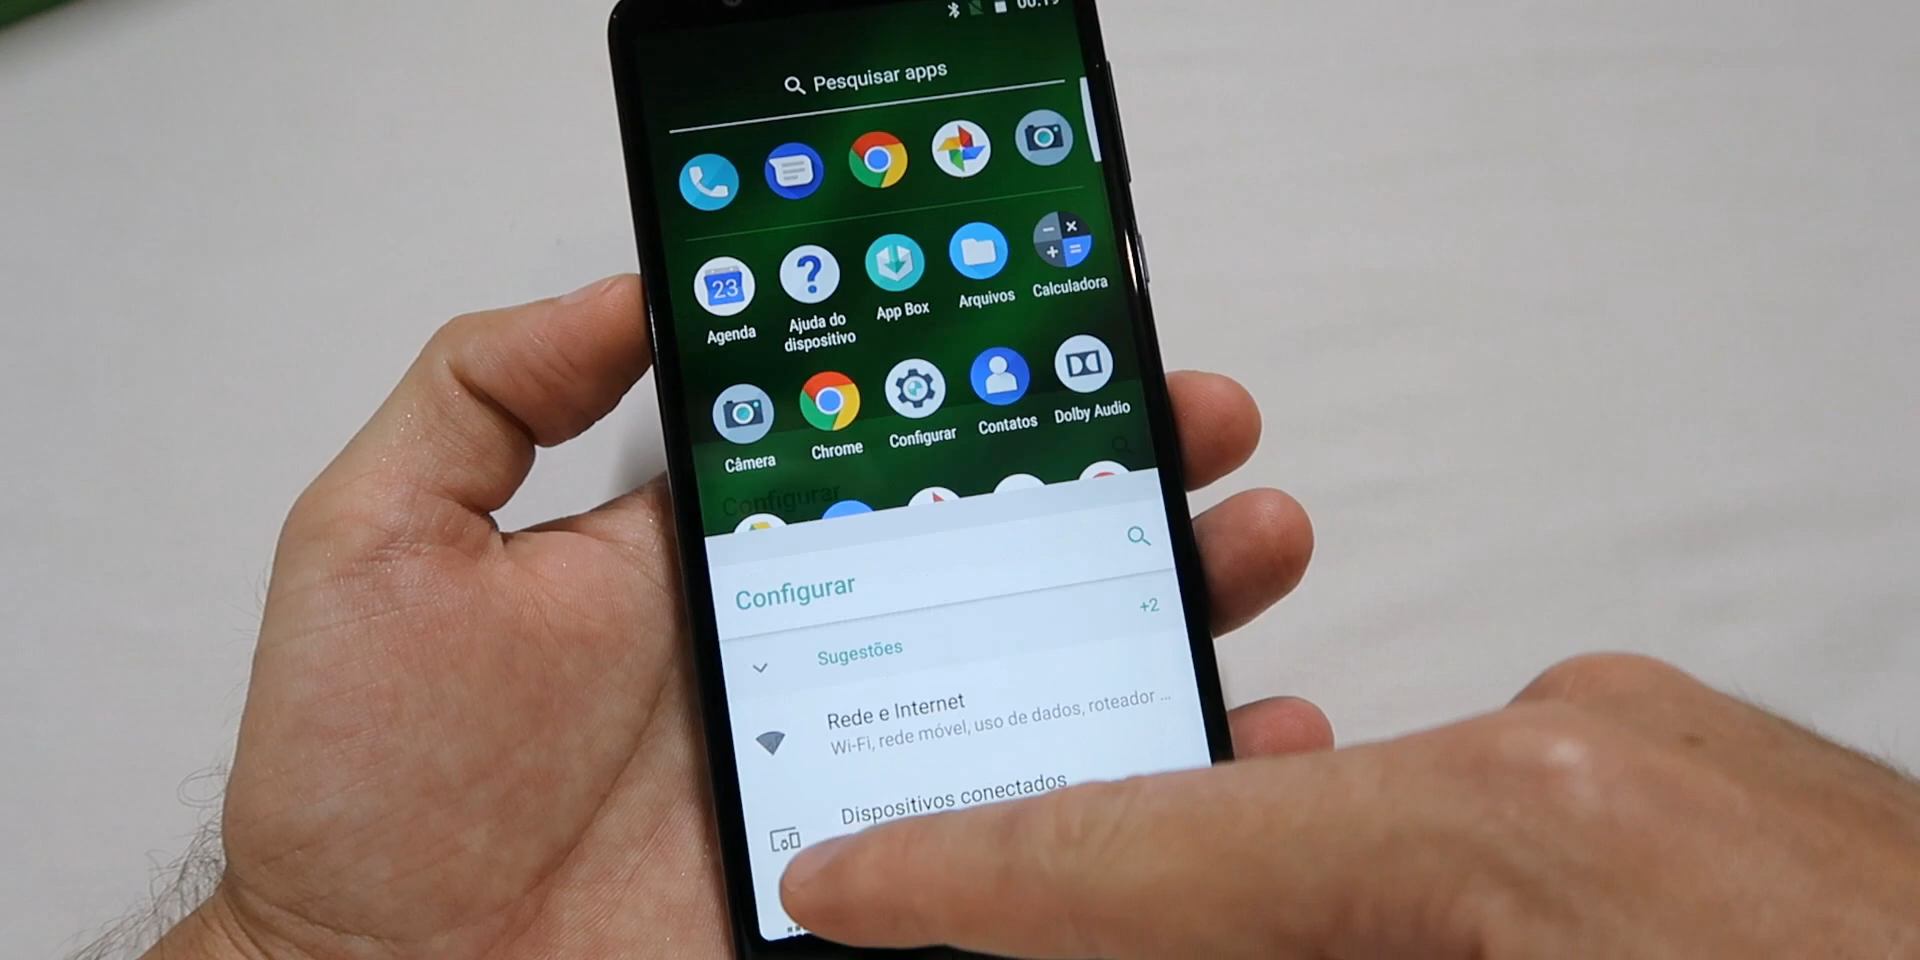 Pesquisar apps
23
Agenda
Ajuda do
dispositivo
App Box
Arquivos
Calculadora
Câmera
Chrome
Configurar
Contatos
Dolby Audio
Configurar
Configurar
+2
Sugestões
Rede e Internet
Wi-Fi, rede móvel, uso de dados, roteador ...
Dispositivos conectados